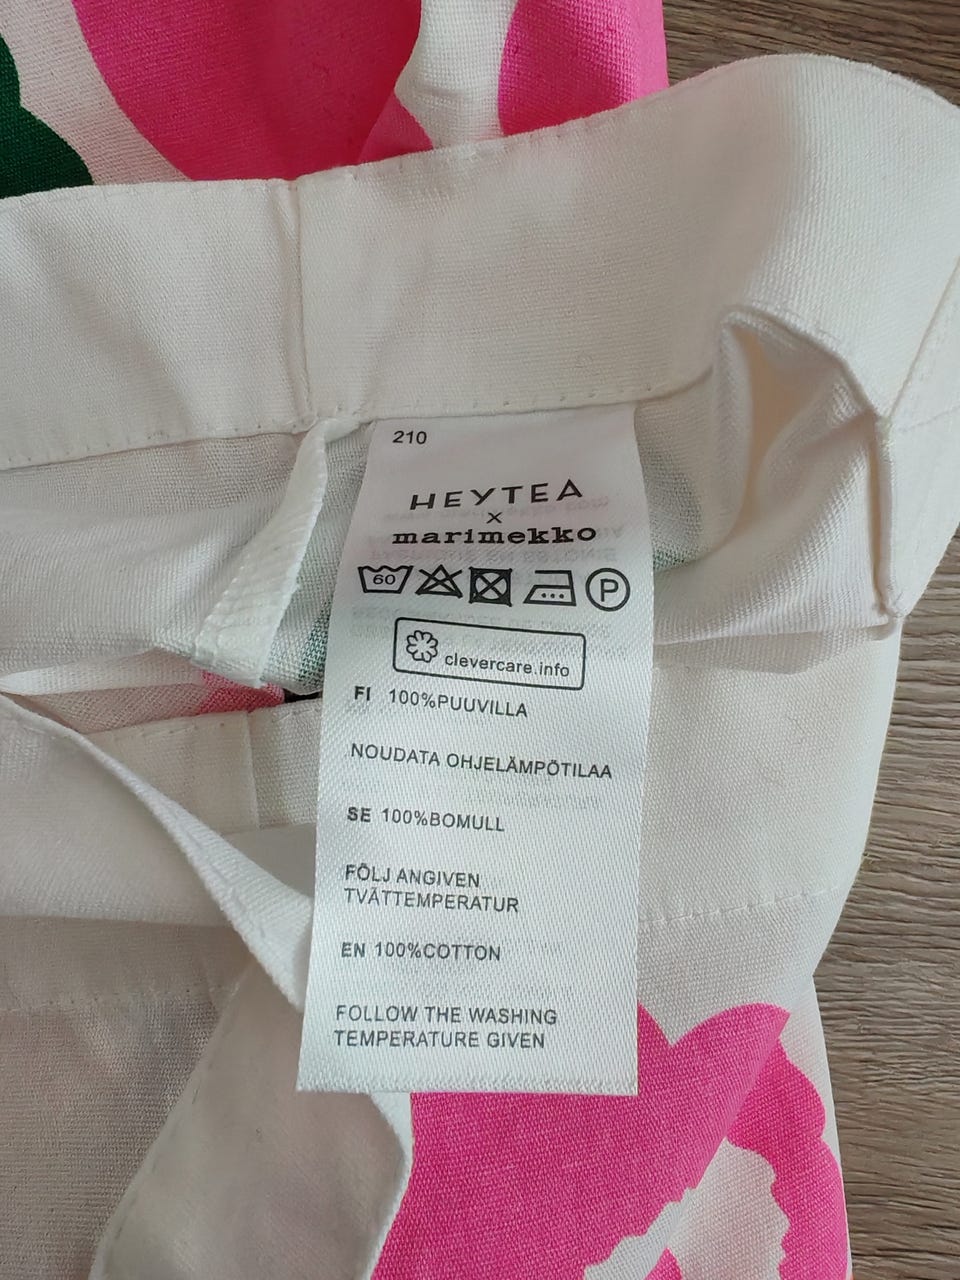 210
HEYTEA
x
marimekko
60
P
clevercare.info
FI 100%PUUVILLA
NOUDATA OHJELÄMPÖTILAA
SE 100%BOMULL
FÖLJ ANGIVEN
TVÄTTEMPERATUR
EN 100%COTTON
FOLLOW THE WASHING
TEMPERATURE GIVEN